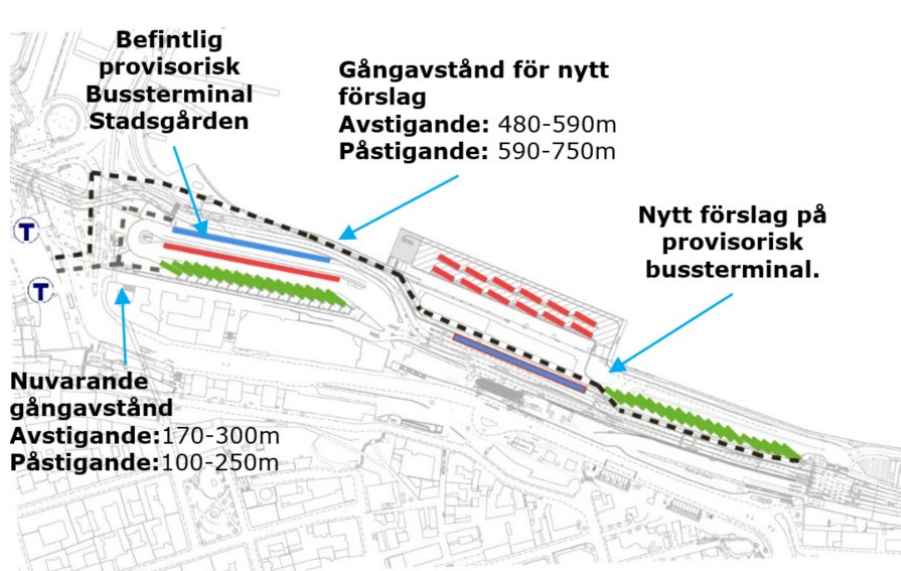 Befintlig
provisorisk
Bussterminal
Stadsgården
Gångavstånd för nytt
förslag
Avstigande: 480-590m
Påstigande: 590-750m
Nytt förslag på
provisorisk
bussterminal.
T
T
Nuvarande
gångavstånd
Avstigande:170-300m
Påstigande:100-250m